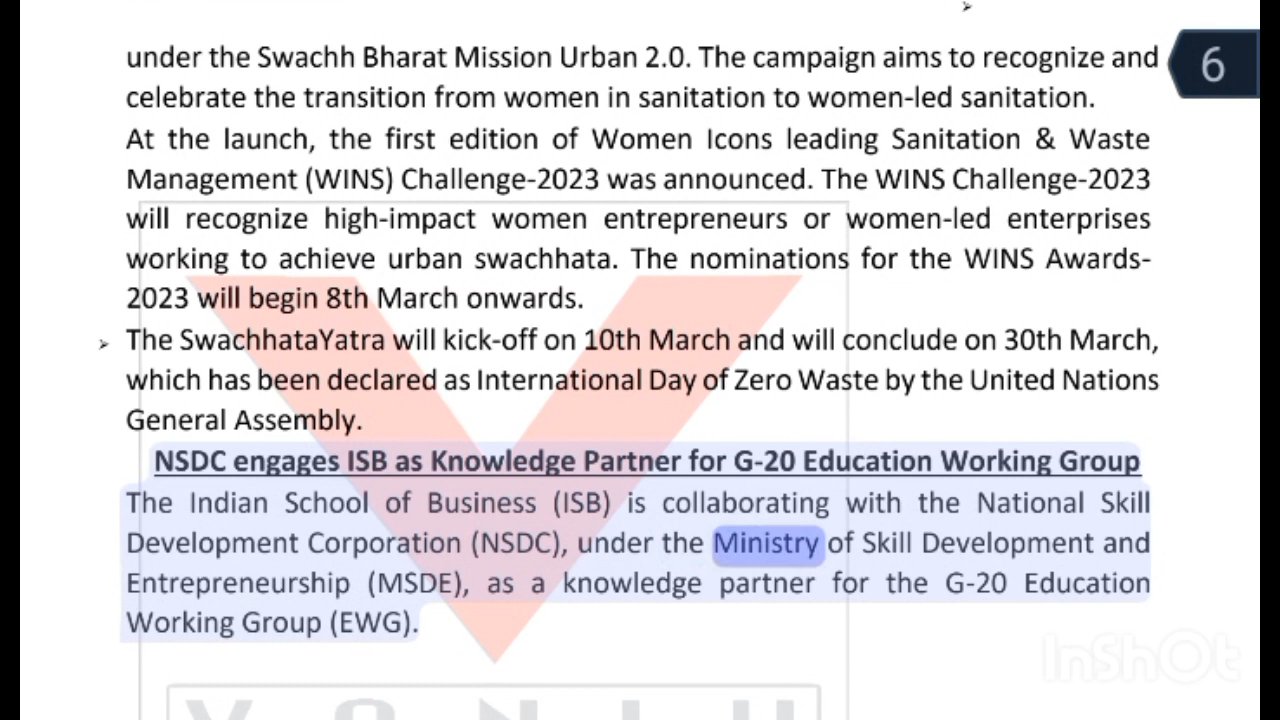 under the Swachh Bharat Mission Urban 2.0. The campaign aims to recognize and
6
celebrate the transition from women in sanitation to women-led sanitation.
At the launch, the first edition of Women Icons leading Sanitation & Waste
Management (WINS) Challenge-2023 was announced. The WINS Challenge-2023
will recognize high-impact women entrepreneurs or women-led enterprises
working to achieve urban swachhata. The nominations for the WINS Awards-
2023 will begin 8th March onwards.
The SwachhataYatra will kick-off on 10th March and will conclude on 30th March,
which has been declared as International Day of Zero Waste by the United Nations
General Assembly.
NSDC engages ISB as Knowledge Partner for G-20 Education Working Group
The Indian School of Business (ISB) is collaborating with the National Skill
Development Corporation (NSDC), under the Ministry of Skill Development and
Entrepreneurship (MSDE), as a knowledge partner for the G-20 Education
Working Group (EWG).
InShOt